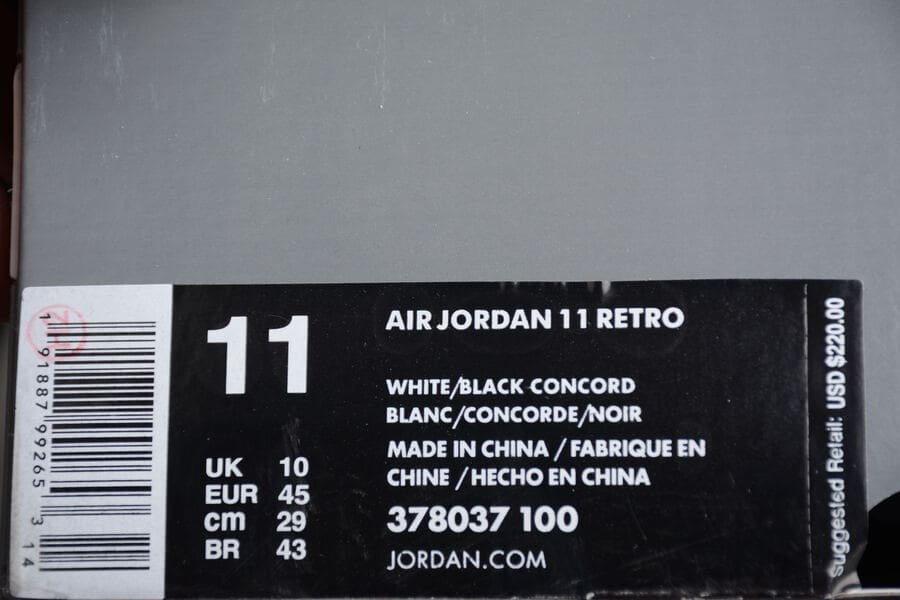 1 91887 99265 3 14
11
UK 10
EUR 45
cm 29
BR 43
AIR JORDAN 11 RETRO
WHITE/BLACK-CONCORD
BLANC/CONCORDE/NOIR
MADE IN CHINA / FABRIQUE EN
CHINE / HECHO EN CHINA
378037 100
JORDAN.COM
suggested Retail: USD $220.00